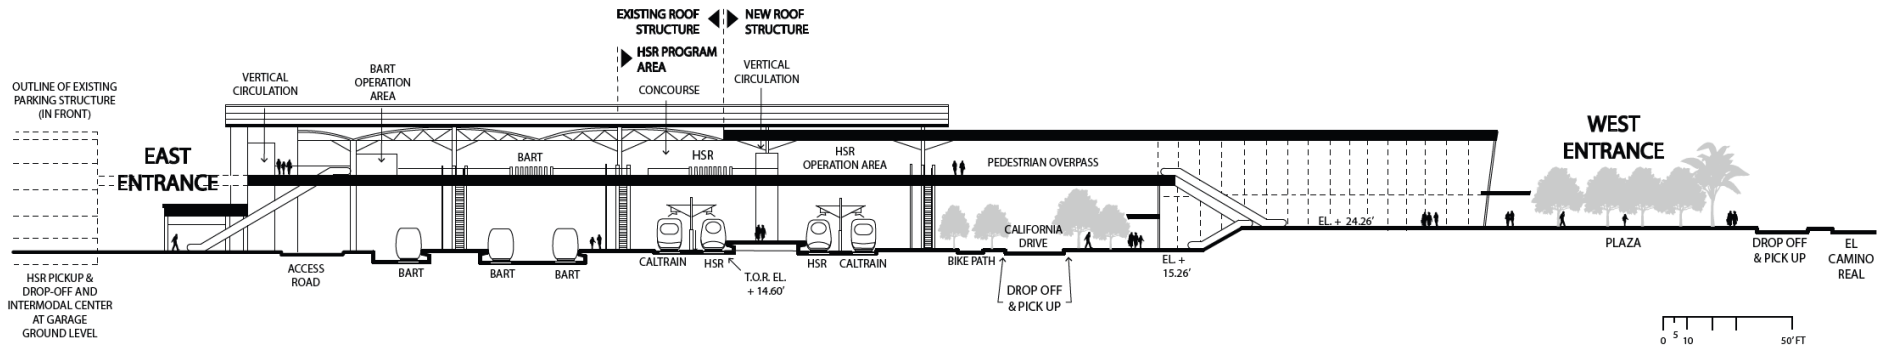 EXISTING ROOF
STRUCTURE
NEW ROOF
STRUCTURE
HSR PROGRAM
AREA
VERTICAL
CIRCULATION
BART
OPERATION
AREA
CONCOURSE
VERTICAL
CIRCULATION
OUTLINE OF EXISTING
PARKING STRUCTURE
(IN FRONT)
EAST
ENTRANCE
BART
HSR
HSR
OPERATION AREA
PEDESTRIAN OVERPASS
WEST
ENTRANCE
CALIFORNIA
DRIVE
EL. + 24.26'
PLAZA
DROP OFF
& PICK UP
EL
CAMINO
REAL
HSR PICKUP &
DROP-OFF AND
INTERMODAL CENTER
AT GARAGE
GROUND LEVEL
ACCESS
ROAD
BART
BART
BART
CALTRAIN
HSR
T.O.R. EL.
+ 14.60'
HSR
CALTRAIN
BIKE PATH
DROP OFF
& PICK UP
EL. +
15.26'
0 5 10 50' FT